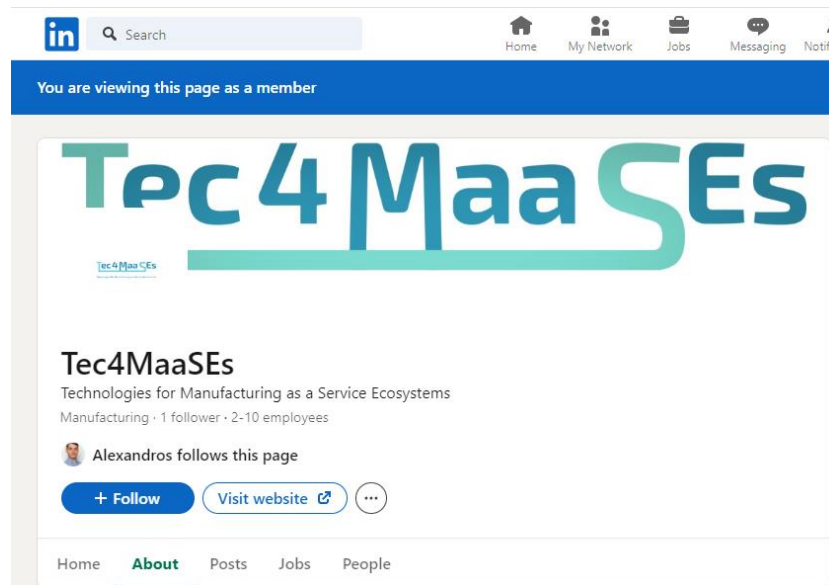 in Search
Home My Network Jobs Messaging Notif
You are viewing this page as a member
Tec4MaaSEs
Tec4MaaSEs
Tec4MaaSEs
Technologies for Manufacturing as a Service Ecosystems
Manufacturing · 1 follower · 2-10 employees
Alexandros follows this page
+ Follow Visit website ...
Home About Posts Jobs People